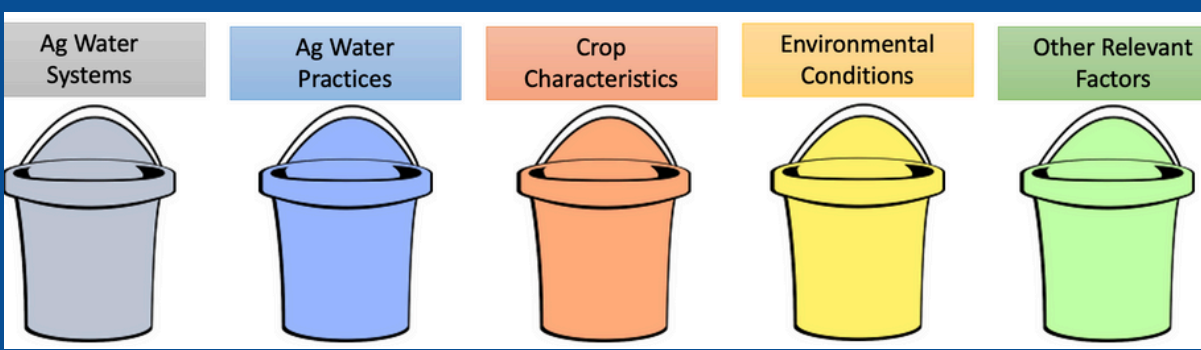 Ag Water
Systems
Ag Water
Practices
Crop
Characteristics
Environmental
Conditions
Other Relevant
Factors